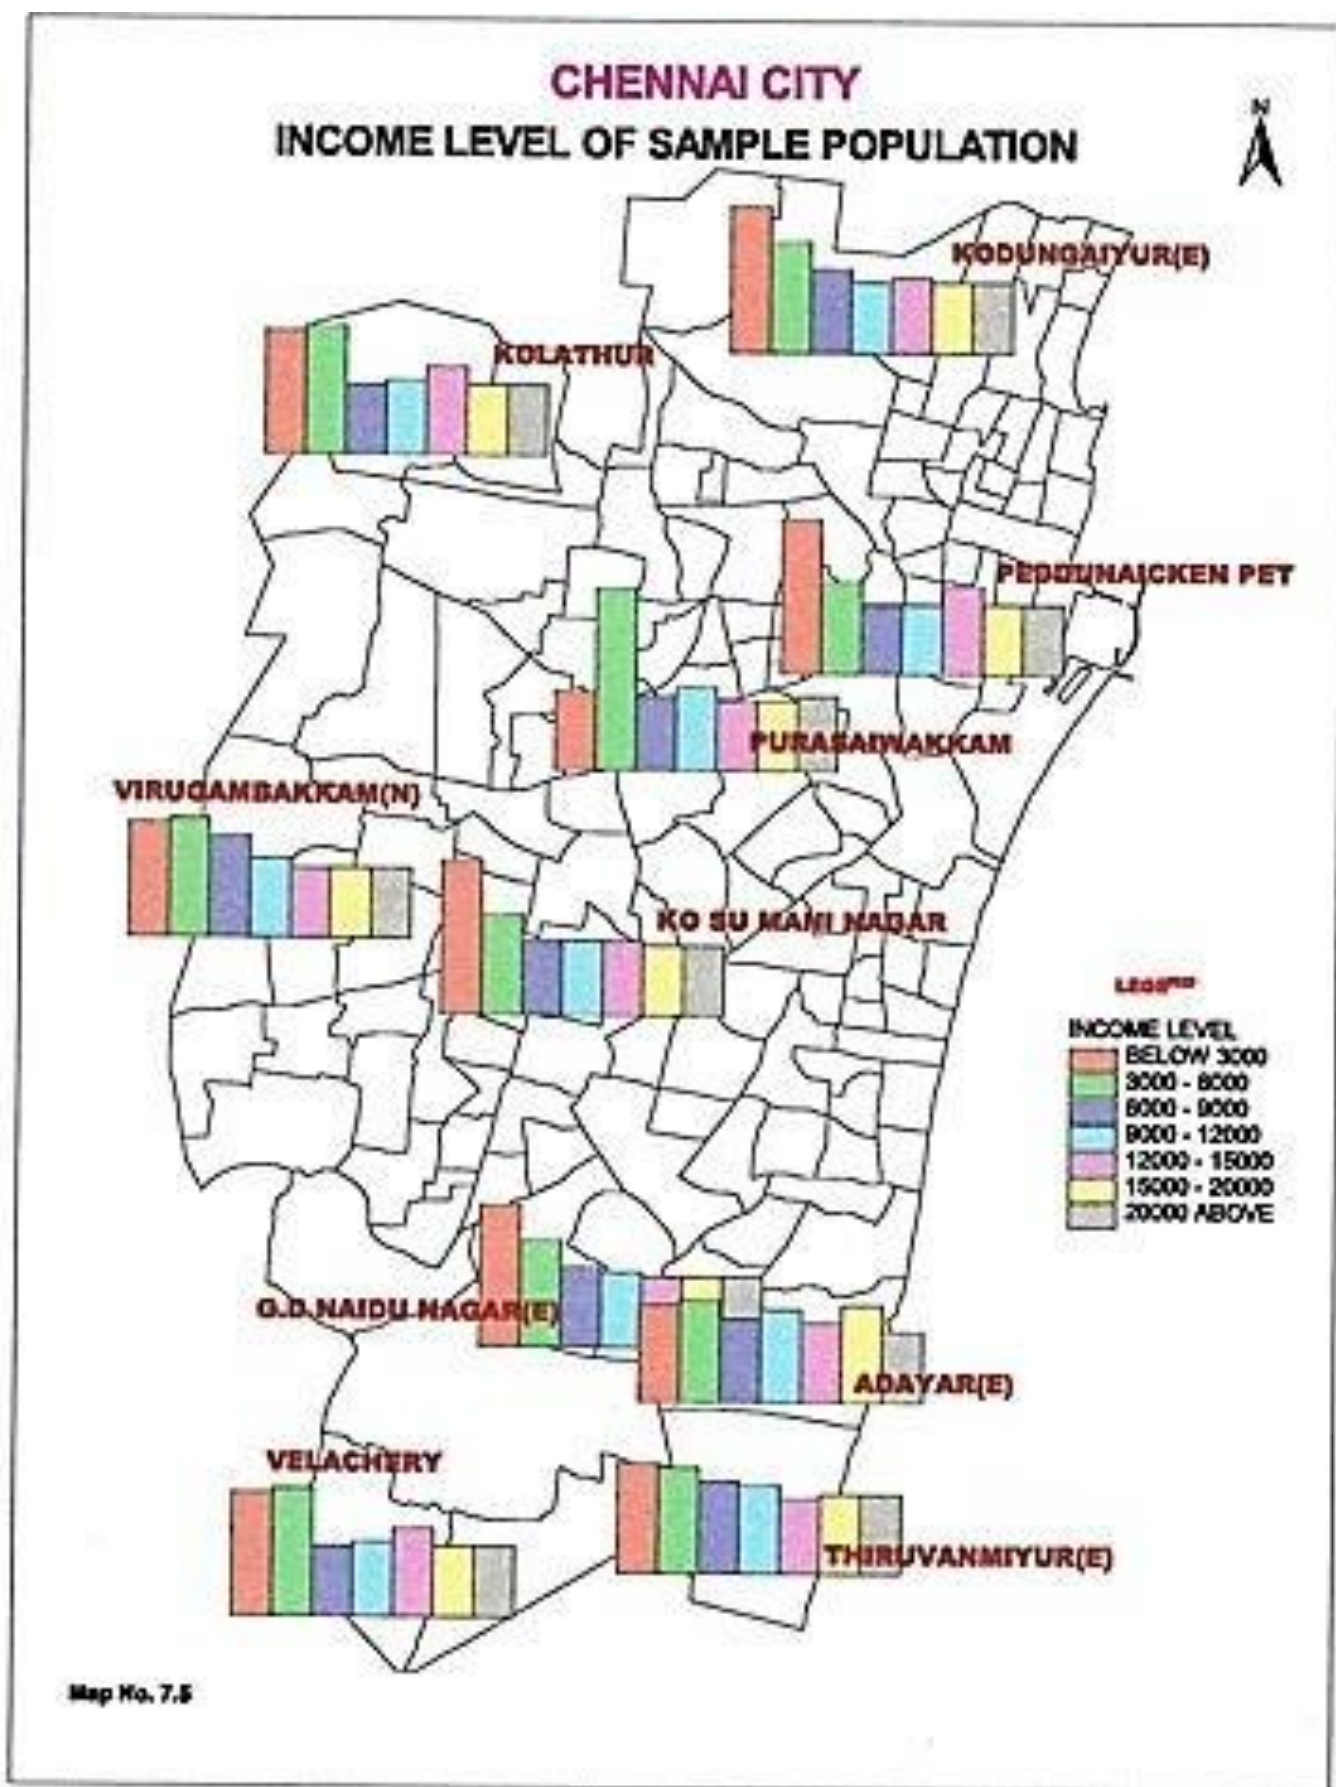 CHENNAI CITY
INCOME LEVEL OF SAMPLE POPULATION
N
KODUNGAIYUR(E)
KOLATHUR
PEDDUNAICKEN PET
PURASAIWAKKAM
VIRUGAMBAKKAM(N)
KO SU MANI NAGAR
INCOME LEVEL
BELOW 3000
3000 - 6000
6000 - 9000
9000 - 12000
12000 - 15000
15000 - 20000
20000 ABOVE
G.D.NAIDU NAGAR(E)
ADAYAR(E)
VELACHERY
THIRUVANMIYUR(E)
Map No. 7.5